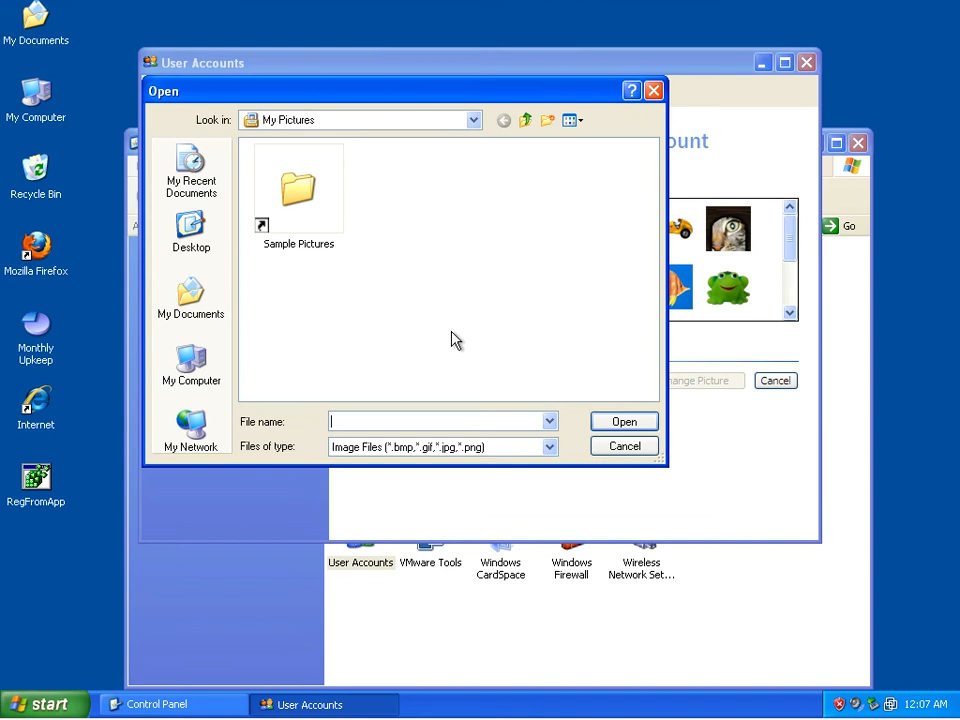 My Documents
My Computer
Recycle Bin
Mozilla Firefox
Monthly
Upkeep
Internet
RegFromApp
User Accounts
Open
Look in:
My Pictures
ount
My Recent
Documents
Desktop
My Documents
My Computer
My Network
Sample Pictures
Go
hange Picture
Cancel
File name:
Open
Files of type:
Image Files (*.bmp,*.gif,*.jpg,*.png)
Cancel
User Accounts
VMware Tools
Windows
CardSpace
Windows
Firewall
Wireless
Network Set...
start
Control Panel
User Accounts
12:07 AM